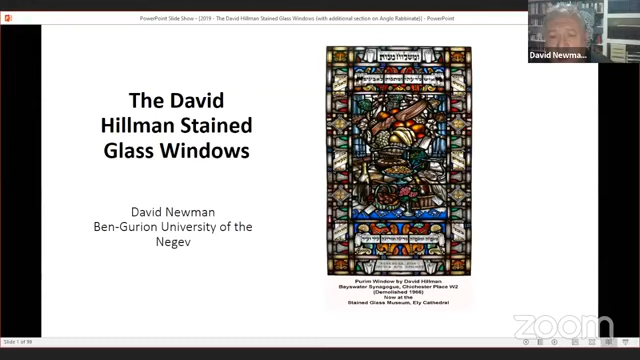 PowerPoint Slide Show - [2019 - The David Hillman Stained Glass Windows (with additional section on Anglo Rabbinate)] - PowerPoint
David Newma...
The David
Hillman Stained
Glass Windows
David Newman
Ben-Gurion University of the
Negev
ומשלוח מנות
Purim Window by David Hillman
Bayswater Synagogue, Chichester Place W2
(Demolished 1966)
Now at the
Stained Glass Museum, Ely Cathedral
Slide 1 of 99
zoom